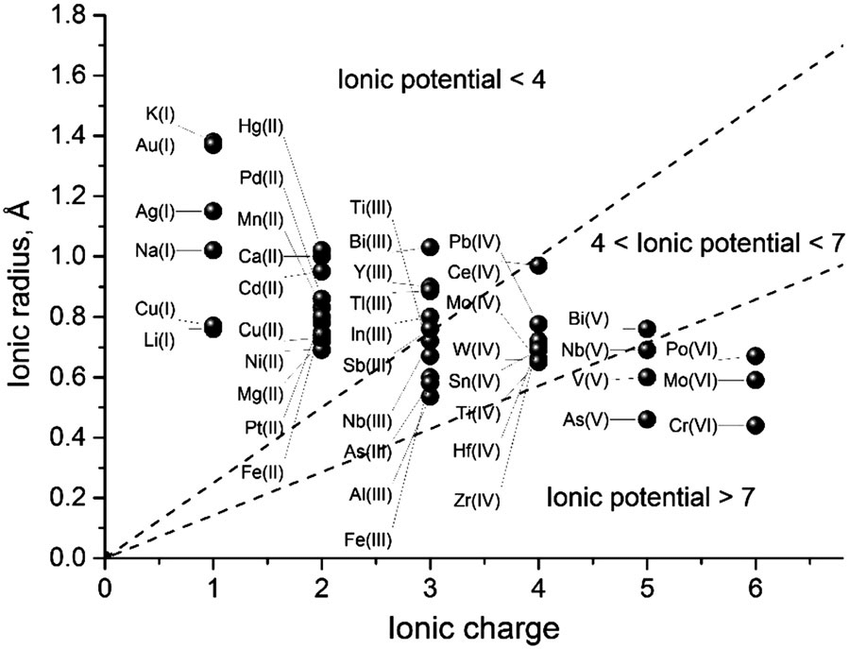 1.8
1.6
1.4
1.2
1.0
0.8
0.6
0.4
0.2
0.0
Ionic radius, Å
Ionic potential < 4
4 < Ionic potential < 7
Ionic potential > 7
K(I)
Au(I)
Ag(I)
Na(I)
Cu(I)
Li(I)
Hg(II)
Pd(II)
Mn(II)
Ca(II)
Cd(II)
Cu(II)
Ni(II)
Mg(II)
Pt(II)
Fe(II)
Ti(III)
Bi(III)
Y(III)
Tl(III)
In(III)
Sb(III)
Nb(III)
As(III)
Al(III)
Fe(III)
Pb(IV)
Ce(IV)
Mo(IV)
W(IV)
Sn(IV)
Ti(IV)
Hf(IV)
Zr(IV)
Bi(V)
Nb(V)
V(V)
As(V)
Po(VI)
Mo(VI)
Cr(VI)
0 1 2 3 4 5 6
Ionic charge